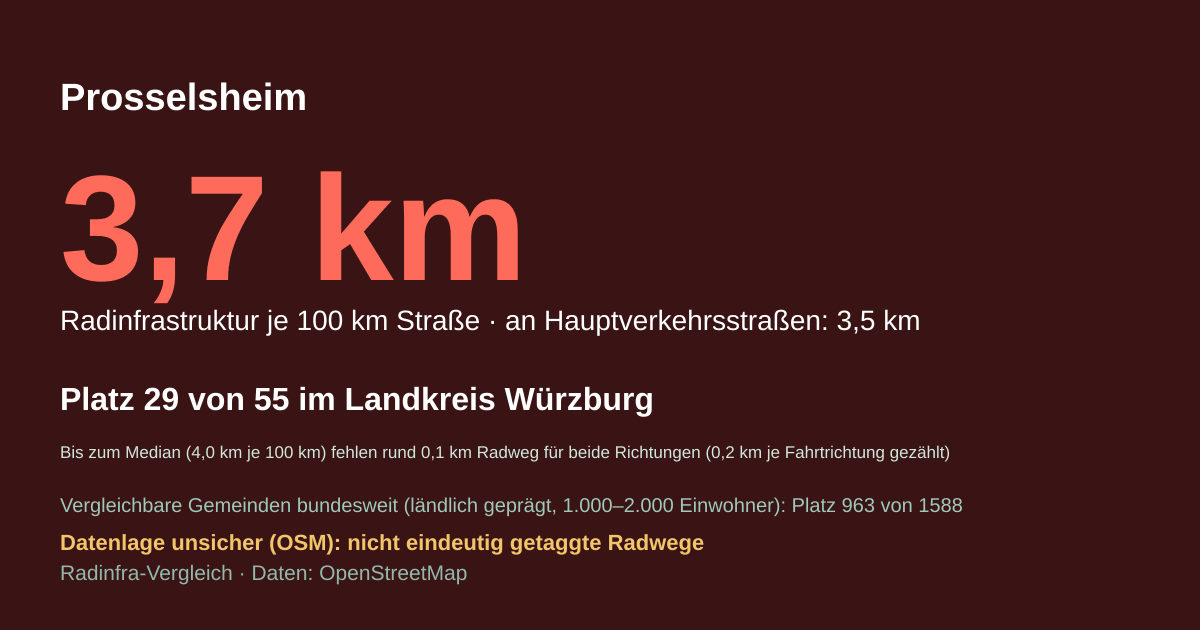 Prosselsheim
3,7 km
Radinfrastruktur je 100 km Straße · an Hauptverkehrsstraßen: 3,5 km
Platz 29 von 55 im Landkreis Würzburg
Bis zum Median (4,0 km je 100 km) fehlen rund 0,1 km Radweg für beide Richtungen (0,2 km je Fahrtrichtung gezählt)
Vergleichbare Gemeinden bundesweit (ländlich geprägt, 1.000–2.000 Einwohner): Platz 963 von 1588
Datenlage unsicher (OSM): nicht eindeutig getaggte Radwege
Radinfra-Vergleich · Daten: OpenStreetMap